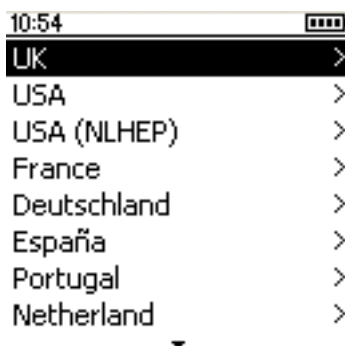 10:54
UK
USA
USA (NLHEP)
France
Deutschland
España
Portugal
Netherland